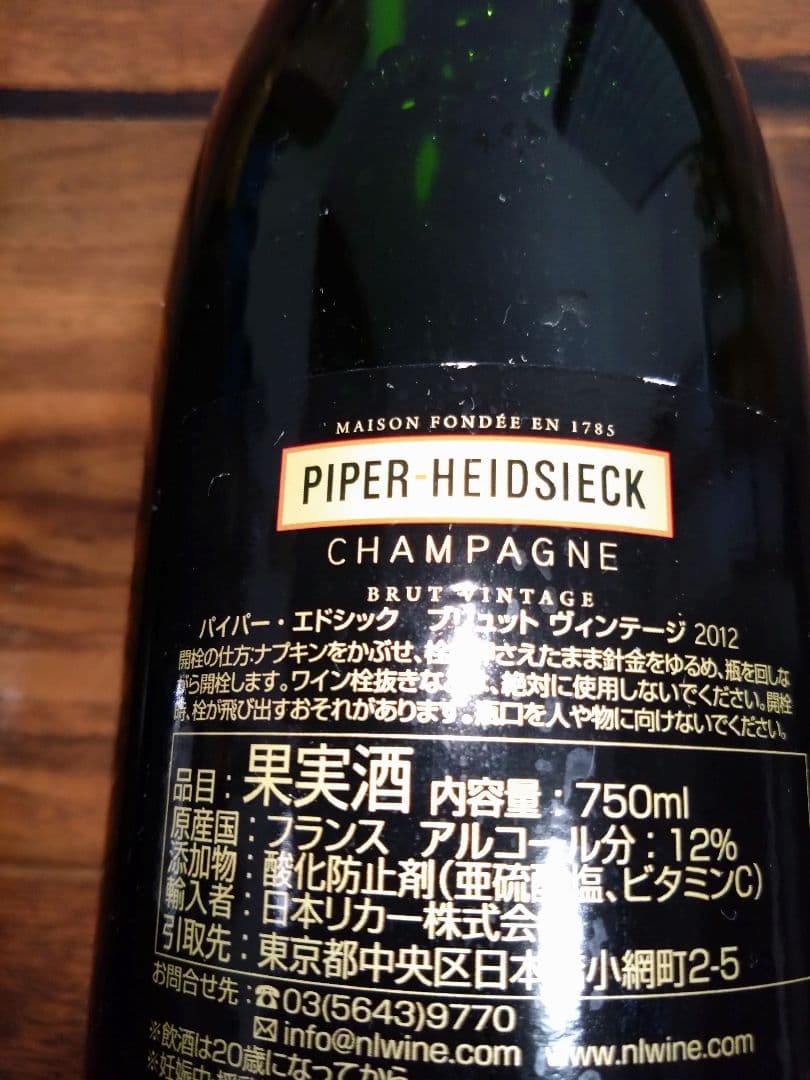 MAISON FONDÉE EN 1785
PIPER-HEIDSIECK
CHAMPAGNE
BRUT VINTAGE
パイパー・エドシック ブリュット ヴィンテージ 2012
開栓の仕方:ナプキンをかぶせ、栓 さえたまま針金をゆるめ、瓶を回しな
がら開栓します。ワイン栓抜きな 、絶対に使用しないでください。開栓
時、栓が飛び出すおそれがあります。瓶口を人や物に向けないでください。
品目:果実酒 内容量:750ml
原産国:フランス アルコール分:12%
添加物:酸化防止剤(亜硫酸塩、ビタミンC)
輸入者:日本リカー株式会
引取先:東京都中央区日本橋小網町2-5
お問合せ先:☎03(5643)9770
✉info@nlwine.com www.nlwine.com
※飲酒は20歳になってから